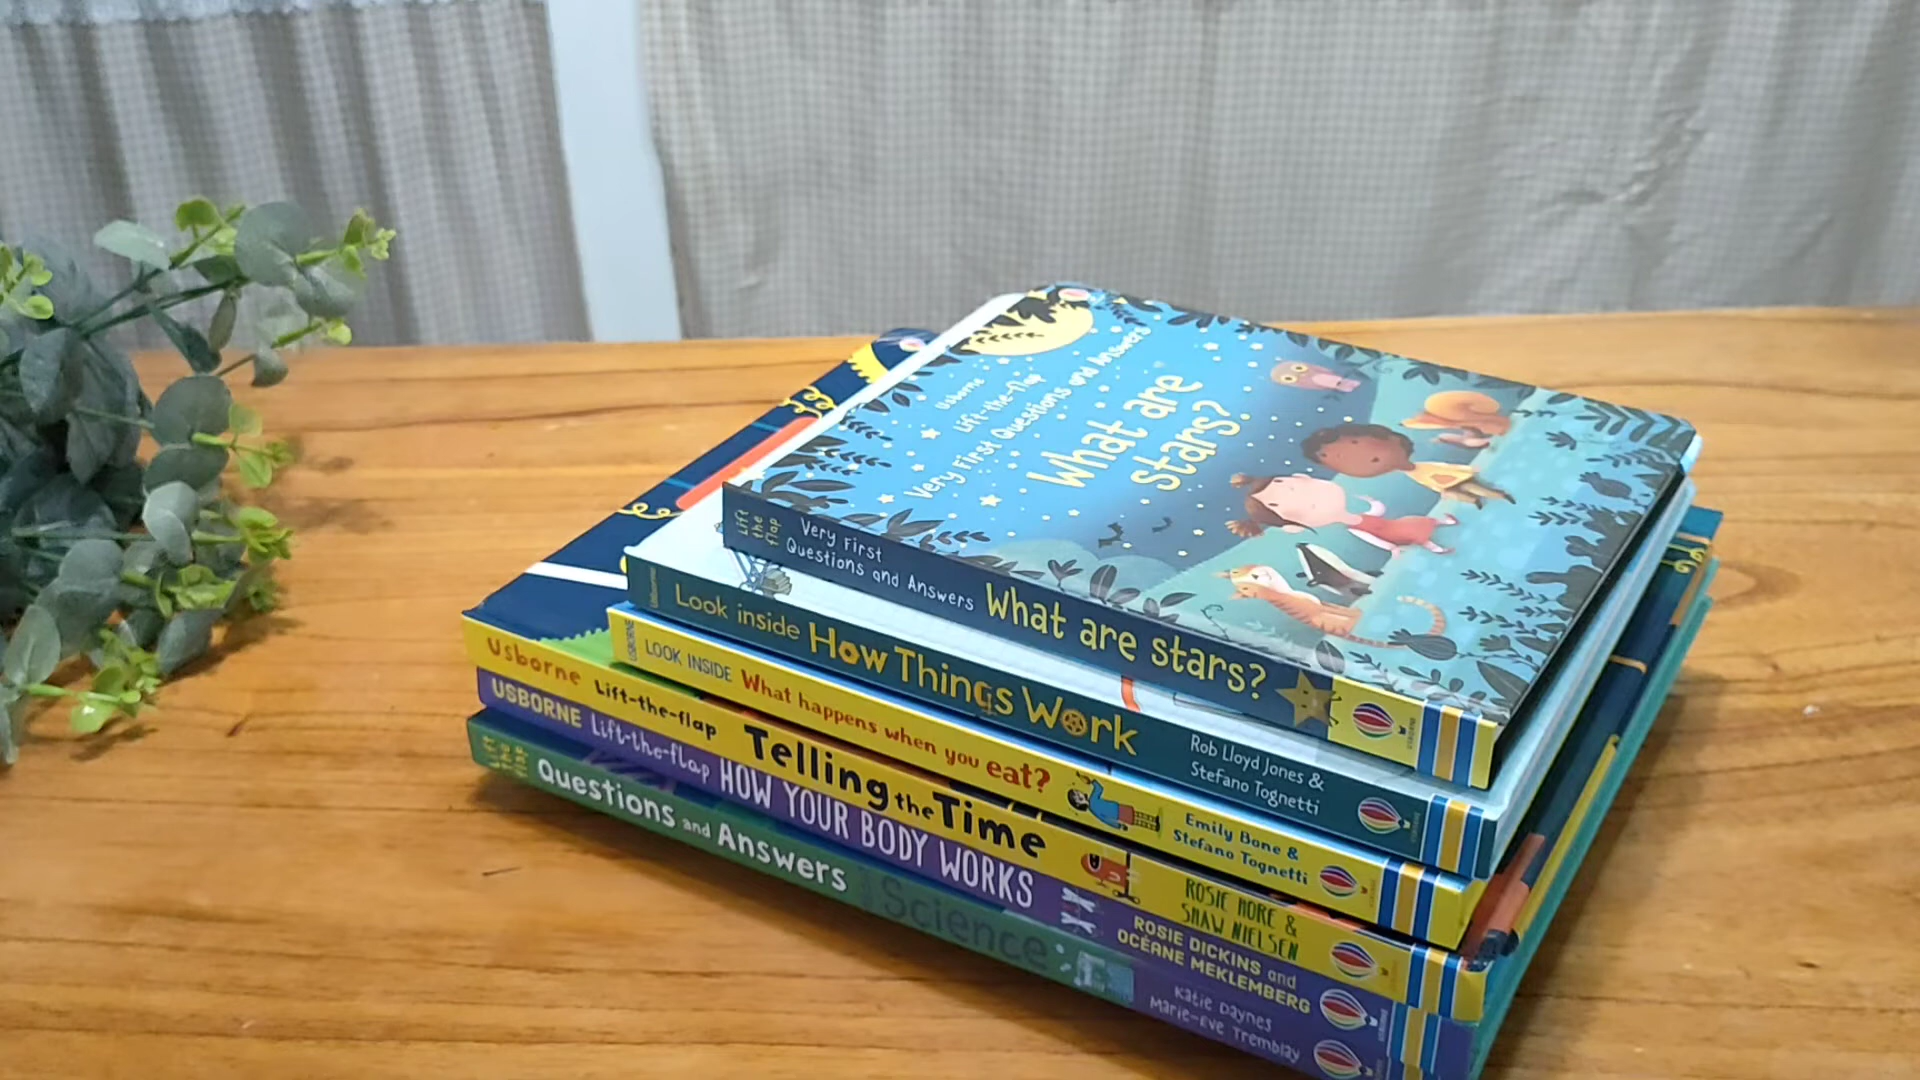 Usborne
Lift-the-flap
Very First Questions and Answers
What are
stars?
Lift
the
flap
Very First
Questions and Answers
What are stars?
Look inside How Things Work
Rob Lloyd Jones &
Stefano Tognetti
USBORNE
LOOK INSIDE What happens when you eat?
Emily Bone &
Stefano Tognetti
Usborne Lift-the-flap Telling the Time
ROSIE HORE &
SHAW NIELSEN
USBORNE Lift-the-flap HOW YOUR BODY WORKS
ROSIE DICKINS and
OCÉANE MEKLEMBERG
Lift
the
flap
Questions and Answers Science
Katie Daynes
Marie-Eve Tremblay